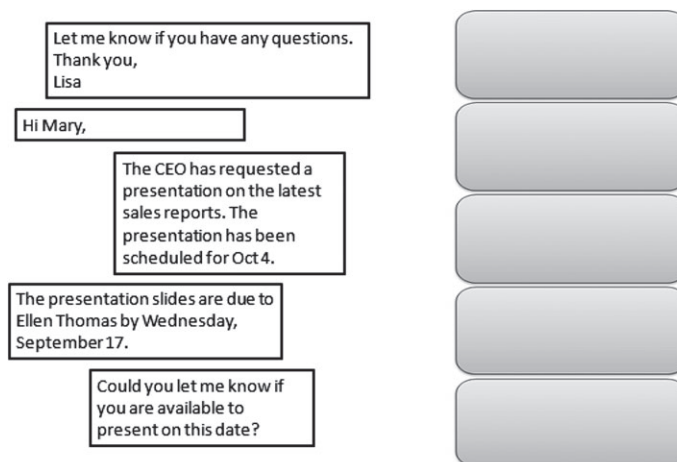 Let me know if you have any questions.
Thank you,
Lisa
Hi Mary,
The CEO has requested a
presentation on the latest
sales reports. The
presentation has been
scheduled for Oct 4.
The presentation slides are due to
Ellen Thomas by Wednesday,
September 17.
Could you let me know if
you are available to
present on this date?